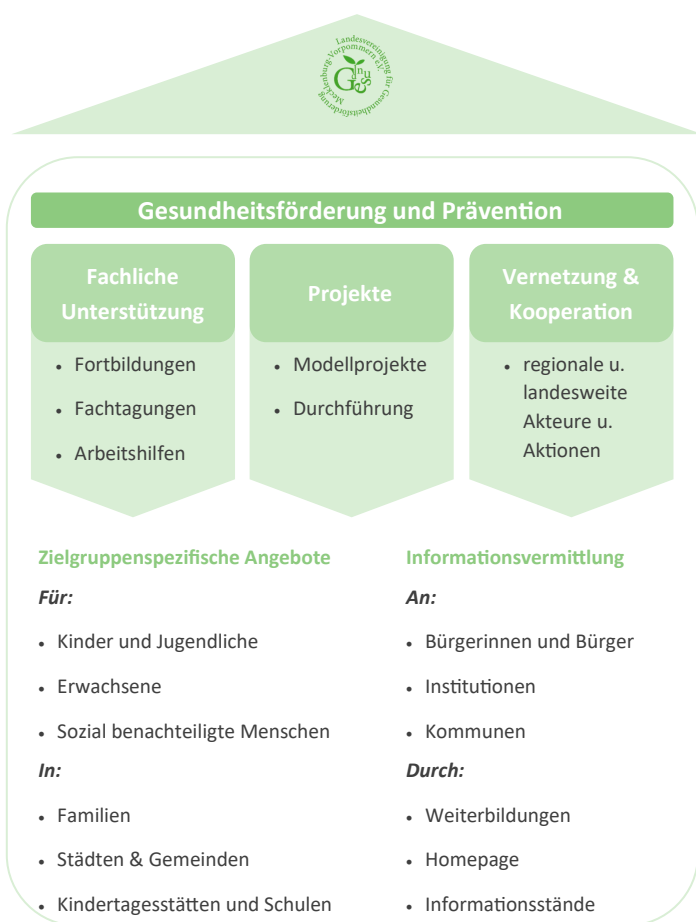 Landesvereinigung für Gesundheitsförderung
Mecklenburg-Vorpommern e.V.
Gesundheitsförderung und Prävention
Fachliche
Unterstützung
• Fortbildungen
• Fachtagungen
• Arbeitshilfen
Projekte
• Modellprojekte
• Durchführung
Vernetzung &
Kooperation
• regionale u.
landesweite
Akteure u.
Aktionen
Zielgruppenspezifische Angebote
Für:
• Kinder und Jugendliche
• Erwachsene
• Sozial benachteiligte Menschen
In:
• Familien
• Städten & Gemeinden
• Kindertagesstätten und Schulen
Informationsvermittlung
An:
• Bürgerinnen und Bürger
• Institutionen
• Kommunen
Durch:
• Weiterbildungen
• Homepage
• Informationsstände